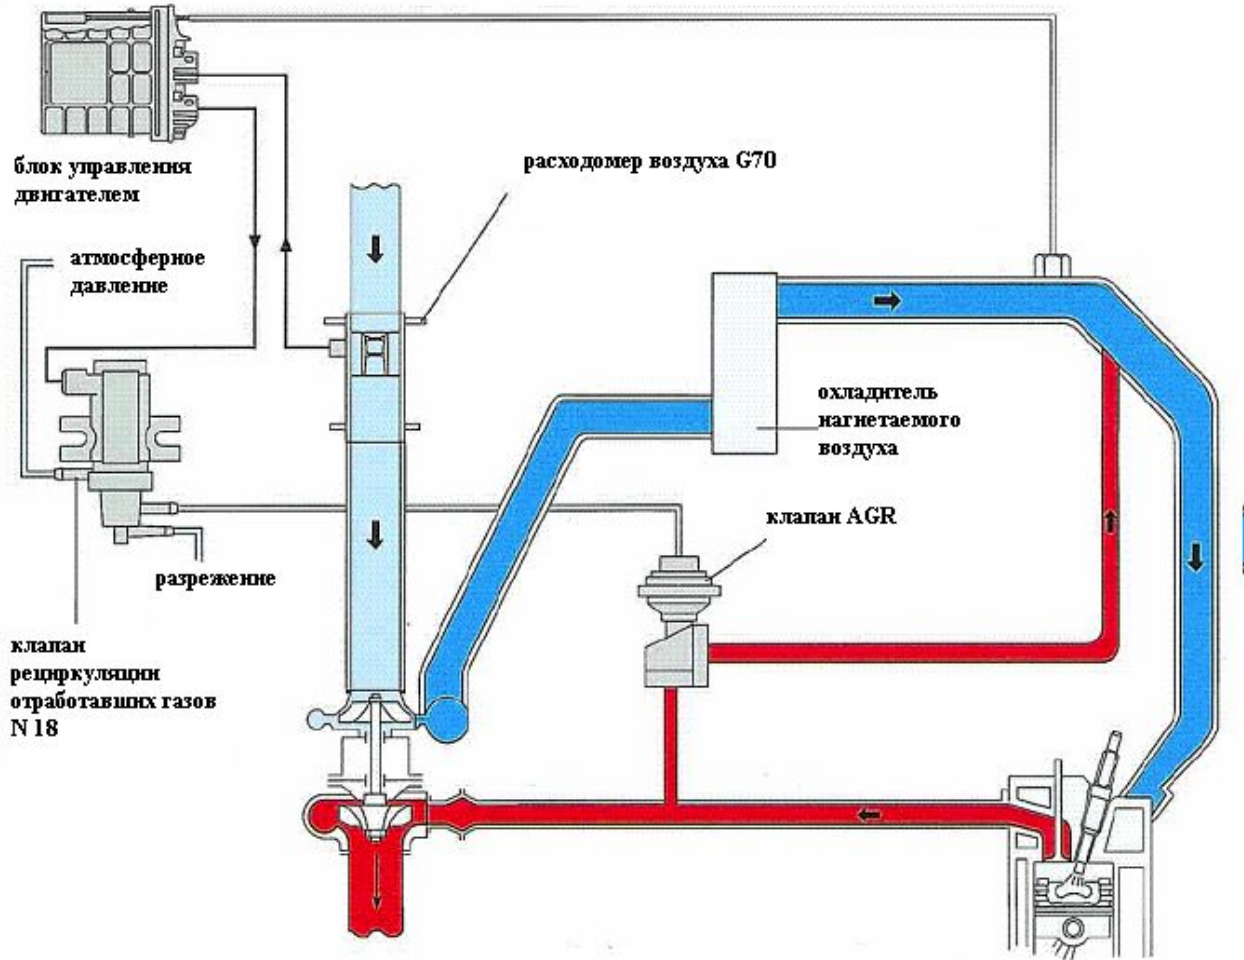 блок управления
двигателем
расходомер воздуха G70
атмосферное
давление
охладитель
нагнетаемого
воздуха
клапан AGR
разрежение
клапан
рециркуляции
отработавших газов
N 18